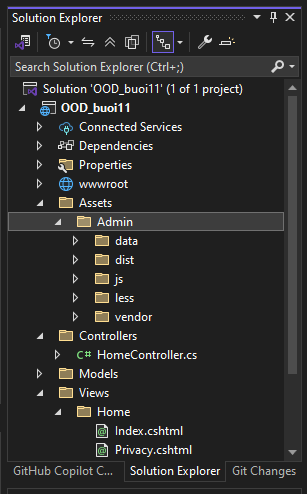 Solution Explorer
Search Solution Explorer (Ctrl+;)
Solution 'OOD_buoi11' (1 of 1 project)
OOD_buoi11
Connected Services
Dependencies
Properties
wwwroot
Assets
Admin
data
dist
js
less
vendor
Controllers
C# HomeController.cs
Models
Views
Home
Index.cshtml
Privacy.cshtml
GitHub Copilot C... Solution Explorer Git Changes